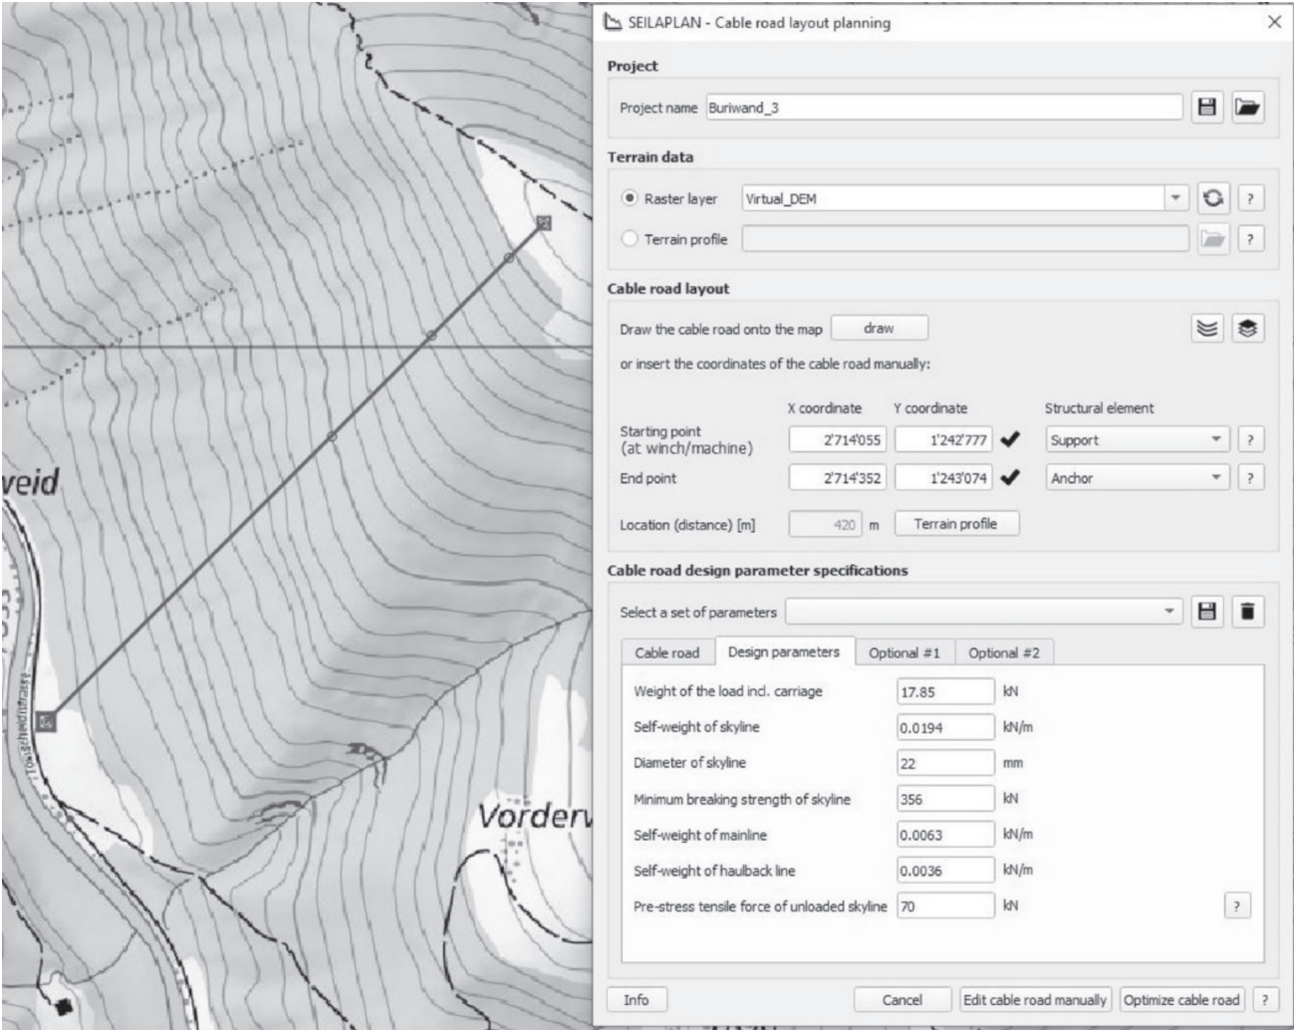 SEILAPLAN - Cable road layout planning
Project
Project name Buriwand_3
Terrain data
Raster layer Virtual_DEM ?
Terrain profile ?
Cable road layout
Draw the cable road onto the map draw
or insert the coordinates of the cable road manually:
X coordinate Y coordinate Structural element
Starting point
(at winch/machine) 2'714'055 1'242'777 Support ?
End point 2'714'352 1'243'074 Anchor ?
Location (distance) [m] 420 m Terrain profile
Cable road design parameter specifications
Select a set of parameters
Cable road Design parameters Optional #1 Optional #2
Weight of the load incl. carriage 17.85 kN
Self-weight of skyline 0.0194 kN/m
Diameter of skyline 22 mm
Minimum breaking strength of skyline 356 kN
Self-weight of mainline 0.0063 kN/m
Self-weight of haulback line 0.0036 kN/m
Pre-stress tensile force of unloaded skyline 70 kN ?
Info Cancel Edit cable road manually Optimize cable road ?
veid
Vorderv